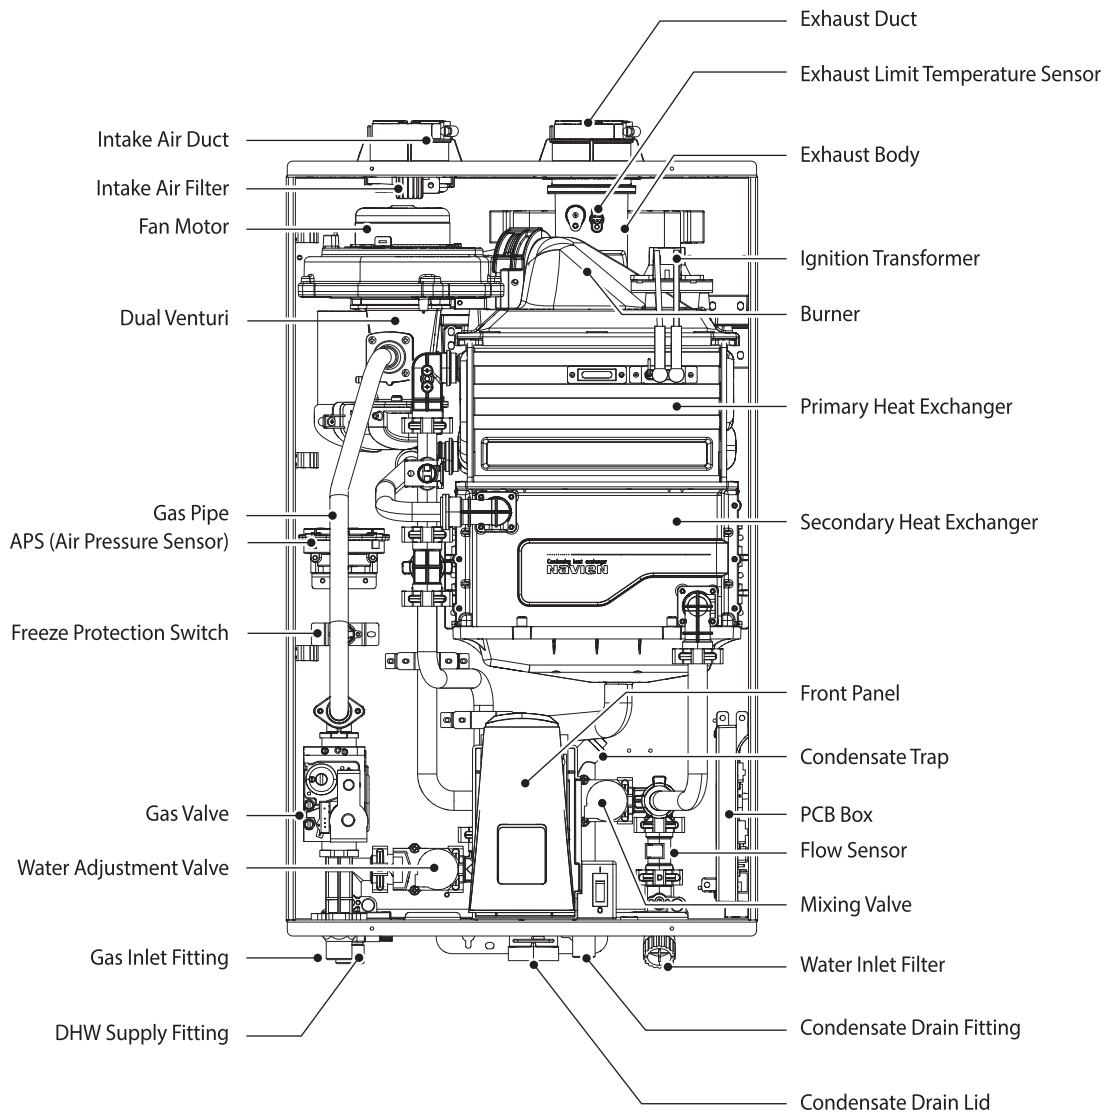 Exhaust Duct
Exhaust Limit Temperature Sensor
Intake Air Duct
Exhaust Body
Intake Air Filter
Fan Motor
Ignition Transformer
Dual Venturi
Burner
Primary Heat Exchanger
Gas Pipe
Secondary Heat Exchanger
APS (Air Pressure Sensor)
Condensing heat exchanger
NAVIEN
Freeze Protection Switch
Front Panel
Condensate Trap
Gas Valve
PCB Box
Flow Sensor
Water Adjustment Valve
Mixing Valve
Gas Inlet Fitting
Water Inlet Filter
DHW Supply Fitting
Condensate Drain Fitting
Condensate Drain Lid